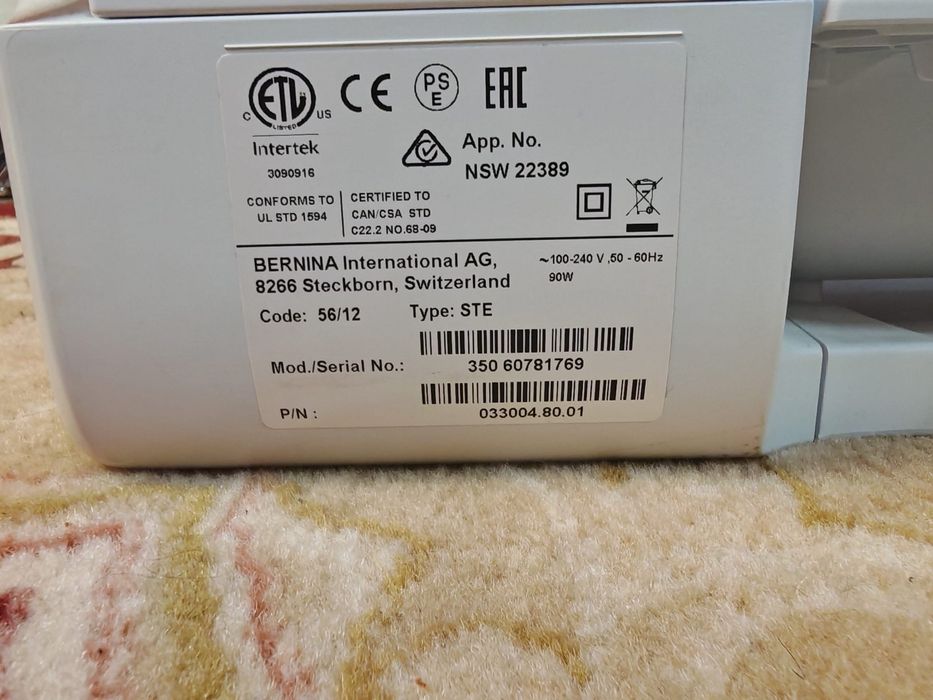 C ETL US
LISTED
CE
PS
E
EAC
Intertek
3090916
App. No.
NSW 22389
CONFORMS TO
UL STD 1594
CERTIFIED TO
CAN/CSA STD
C22.2 NO.68-09
BERNINA International AG,
8266 Steckborn, Switzerland
~100-240 V ,50 - 60Hz
90W
Code: 56/12 Type: STE
Mod./Serial No.: 350 60781769
P/N : 033004.80.01